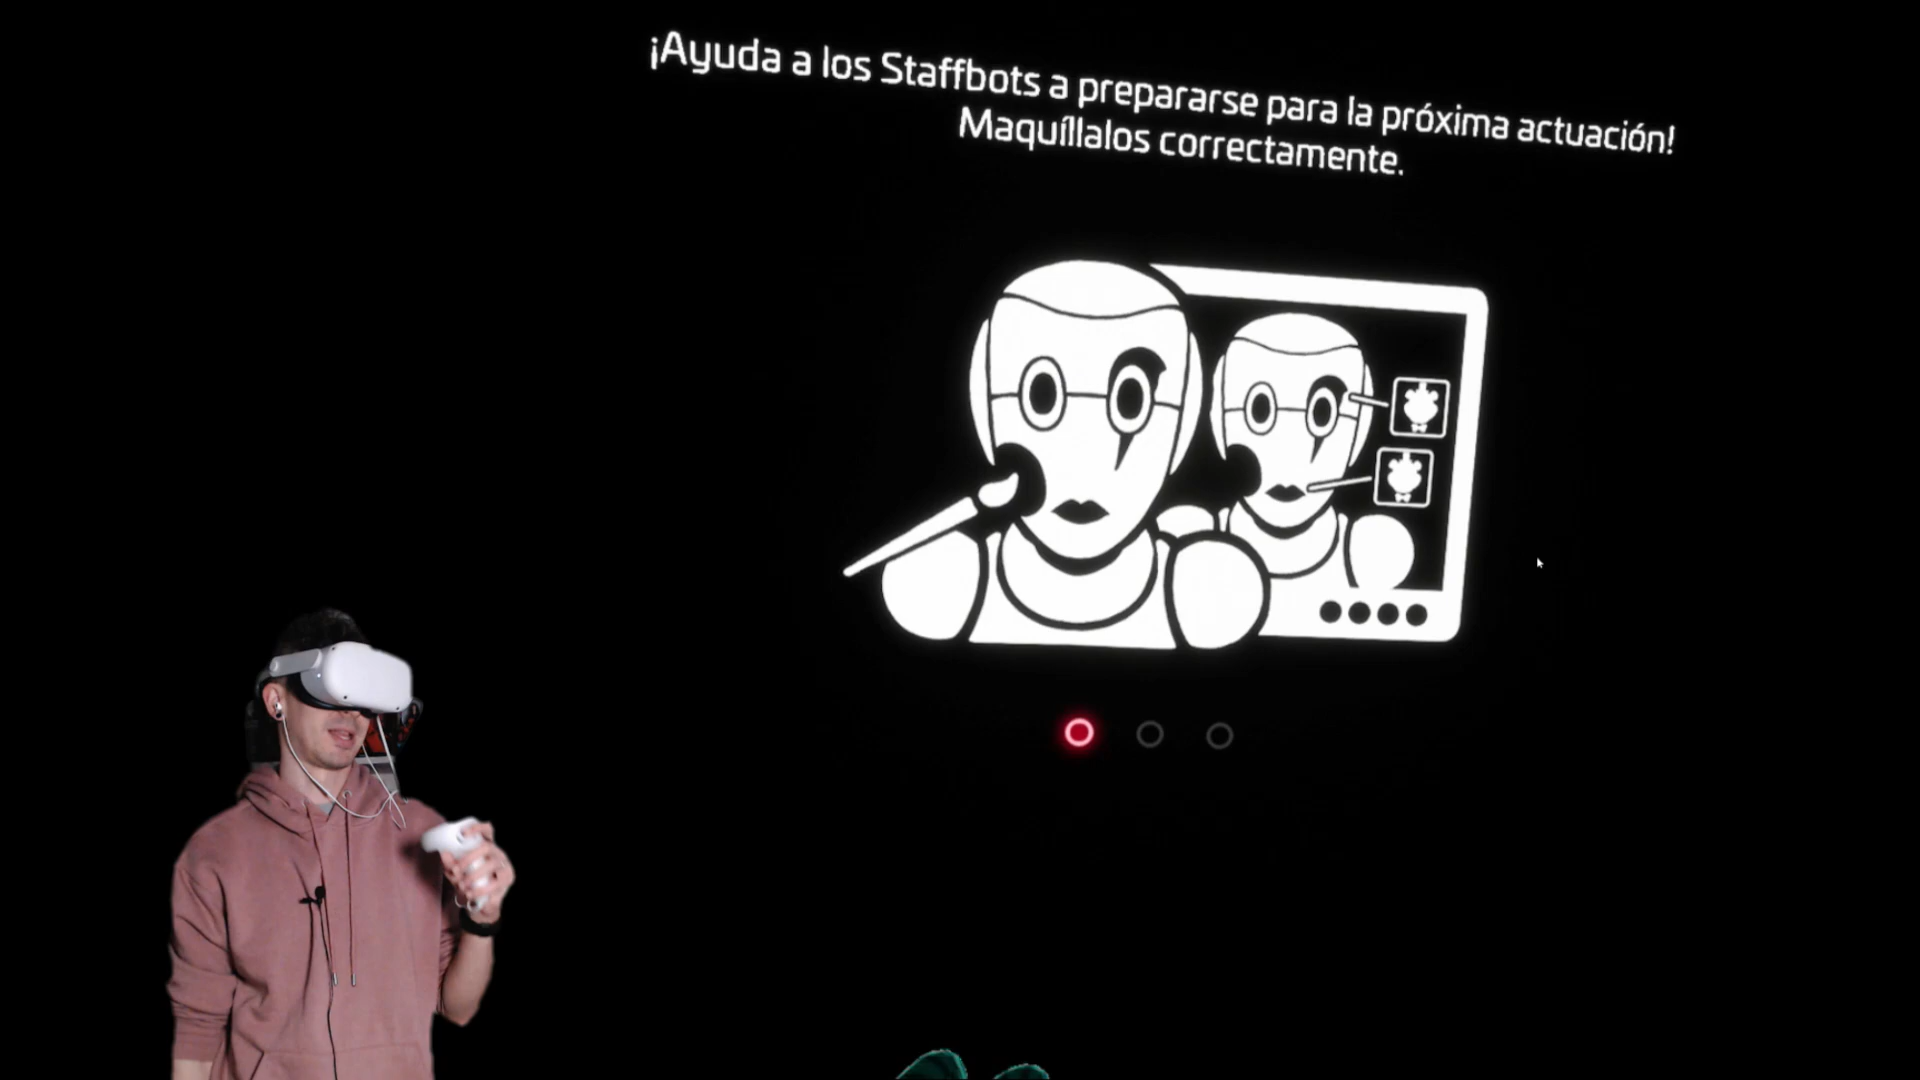 ¡Ayuda a los Staffbots a prepararse para la próxima actuación!
Maquíllalos correctamente.